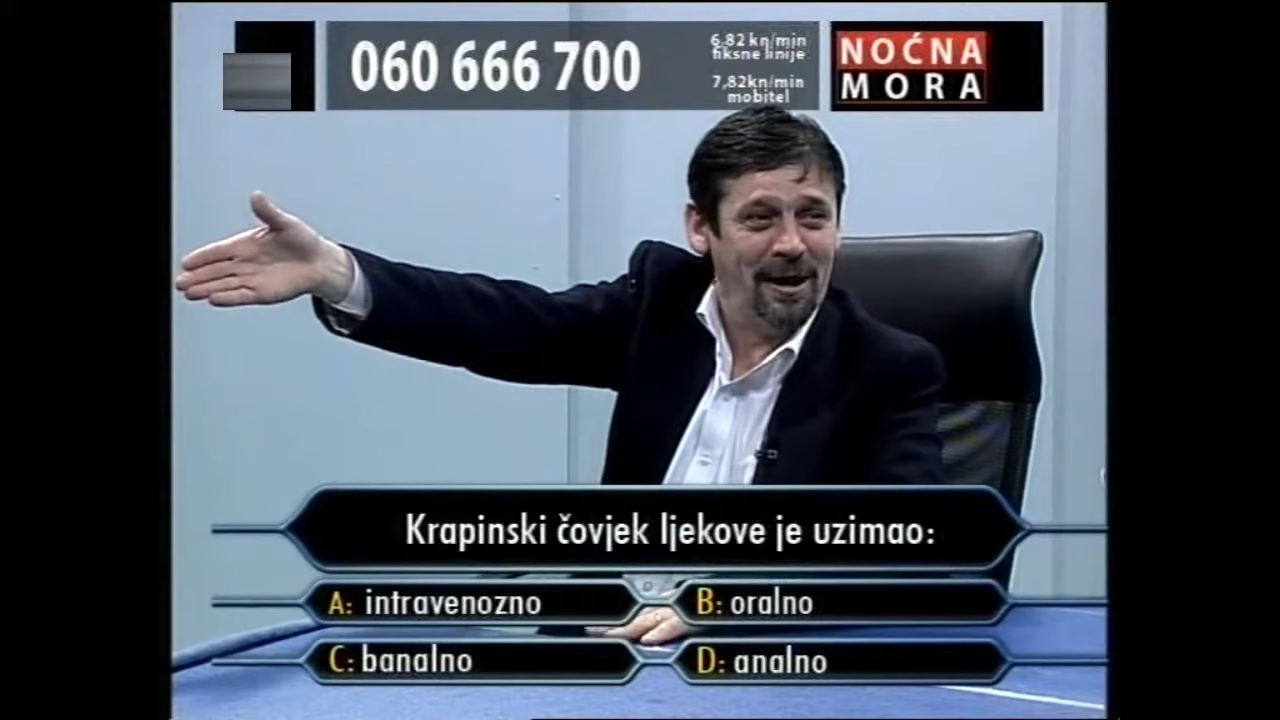 060 666 700
6,82 kn/min
fiksne linije
7,82kn/min
mobitel
NOĆNA
MORA
Krapinski čovjek ljekove je uzimao:
A: intravenozno
B: oralno
C: banalno
D: analno